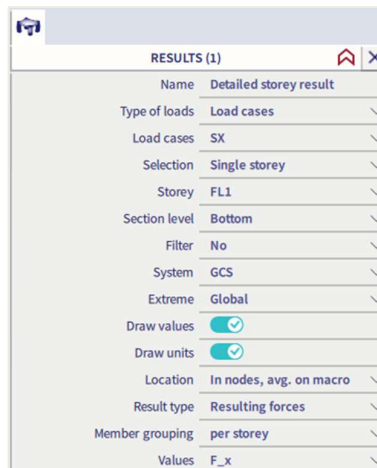 RESULTS (1)
Name Detailed storey result
Type of loads Load cases
Load cases SX
Selection Single storey
Storey FL1
Section level Bottom
Filter No
System GCS
Extreme Global
Draw values
Draw units
Location In nodes, avg. on macro
Result type Resulting forces
Member grouping per storey
Values F_x